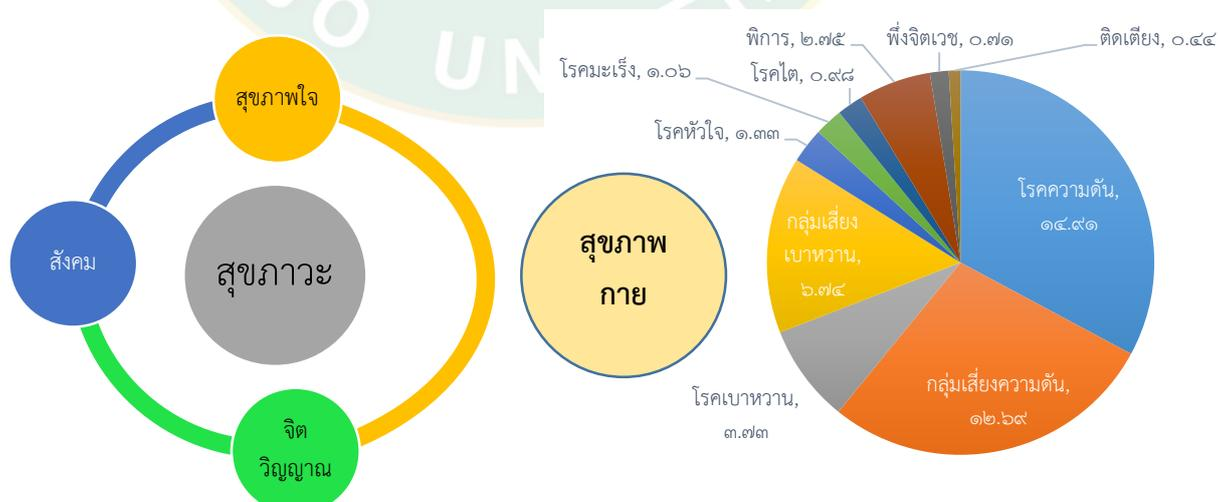 UNI
สุขภาพใจ
สังคม
สุขภาวะ
จิต
วิญญาณ
สุขภาพ
กาย
พิการ, ๒.๗๕
พึ่งจิตเวช, ๐.๗๑
ติดเตียง, ๐.๔๔
โรคมะเร็ง, ๑.๐๖
โรคไต, ๐.๙๘
โรคหัวใจ, ๑.๓๓
โรคความดัน,
๑๔.๙๑
กลุ่มเสี่ยง
เบาหวาน,
๖.๗๔
กลุ่มเสี่ยงความดัน,
๑๒.๖๙
โรคเบาหวาน,
๓.๗๓